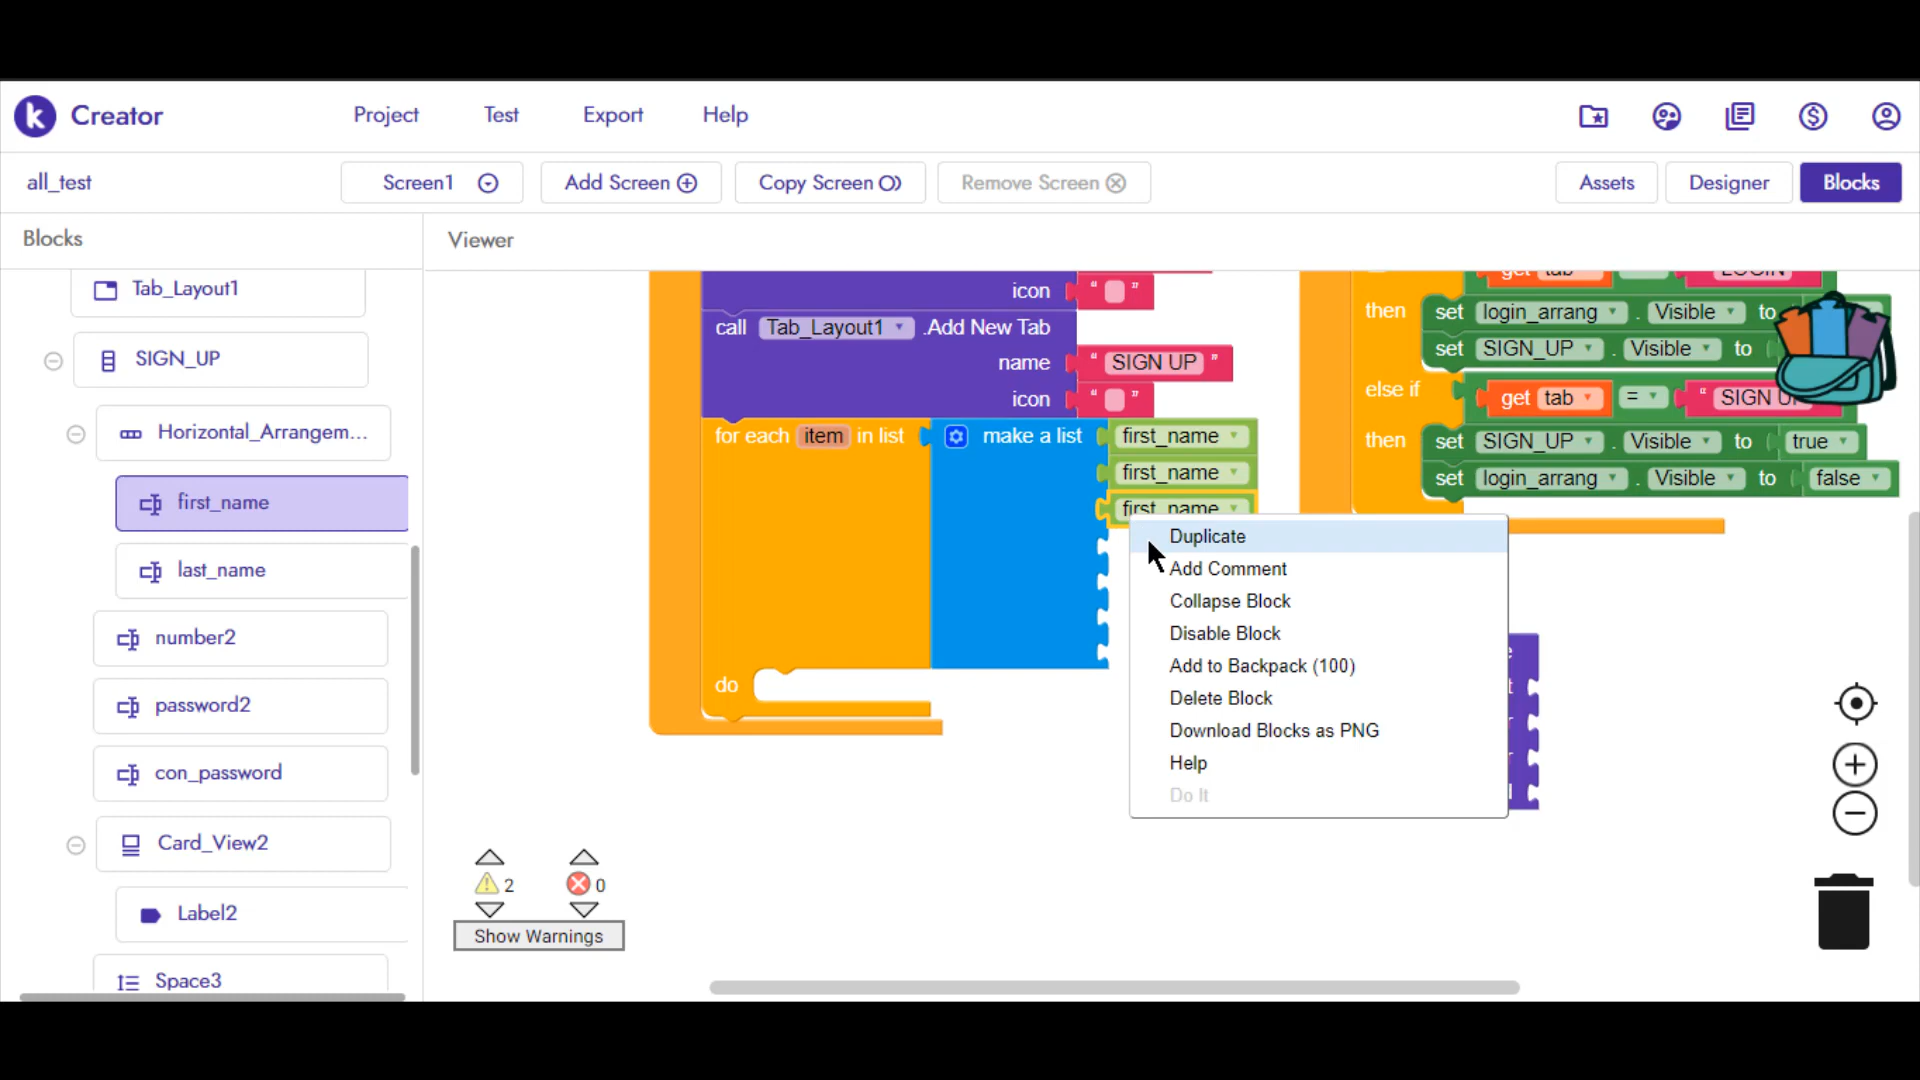 Creator Project Test Export Help
all_test Screen1 Add Screen Copy Screen Remove Screen Assets Designer Blocks
Blocks
Viewer
Tab_Layout1
SIGN_UP
Horizontal_Arrangem...
first_name
last_name
number2
password2
con_password
Card_View2
Label2
Space3
icon " "
call Tab_Layout1 .Add New Tab
name " SIGN UP "
icon " "
for each item in list make a list first_name
first_name
first_name
do
get tab LOGIN
then set login_arrang . Visible to
set SIGN_UP . Visible to
else if get tab = " SIGN UP
then set SIGN_UP . Visible to true
set login_arrang . Visible to false
Duplicate
Add Comment
Collapse Block
Disable Block
Add to Backpack (100)
Delete Block
Download Blocks as PNG
Help
Do It
2 0
Show Warnings